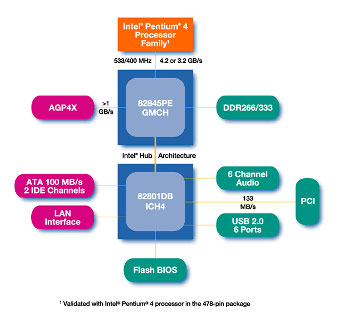 Intel® Pentium® 4
Processor
Family¹
533/400 MHz
4.2 or 3.2 GB/s
AGP4X
>1
GB/s
82845PE
GMCH
DDR266/333
Intel® Hub
Architecture
ATA 100 MB/s
2 IDE Channels
LAN
Interface
82801DB
ICH4
6 Channel
Audio
133
MB/s
PCI
USB 2.0
6 Ports
Flash BIOS
¹ Validated with Intel® Pentium® 4 processor in the 478-pin package